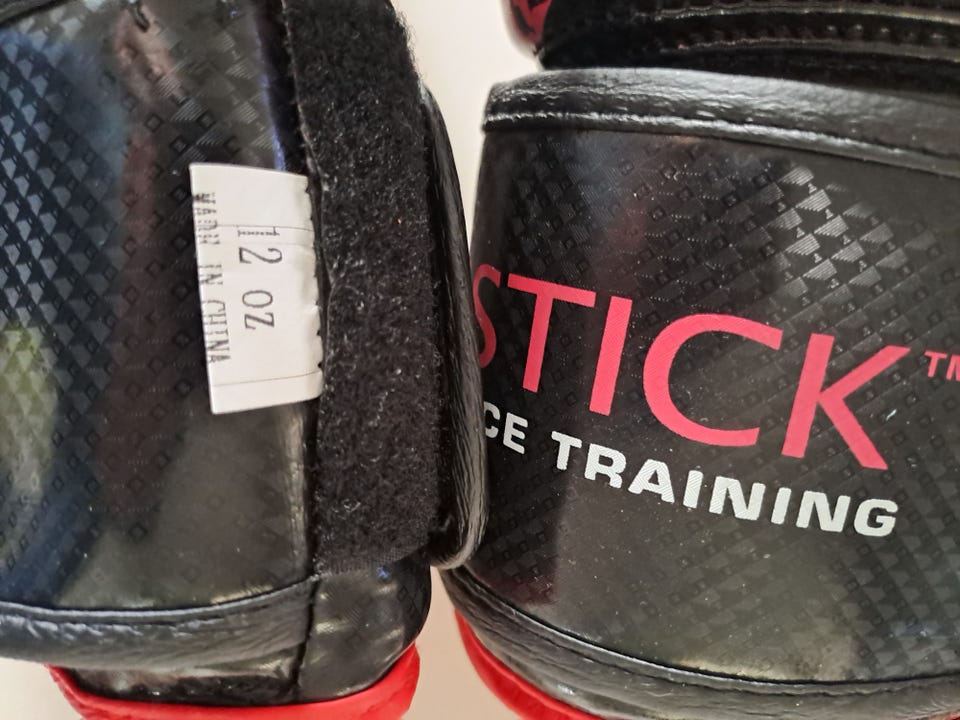 12 OZ
MADE IN CHINA
STICK™
CE TRAINING